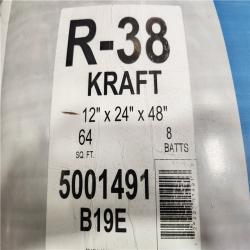 R-38
KRAFT
12" x 24" x 48"
64 8
SQ. FT. BATTS
5001491
B19E